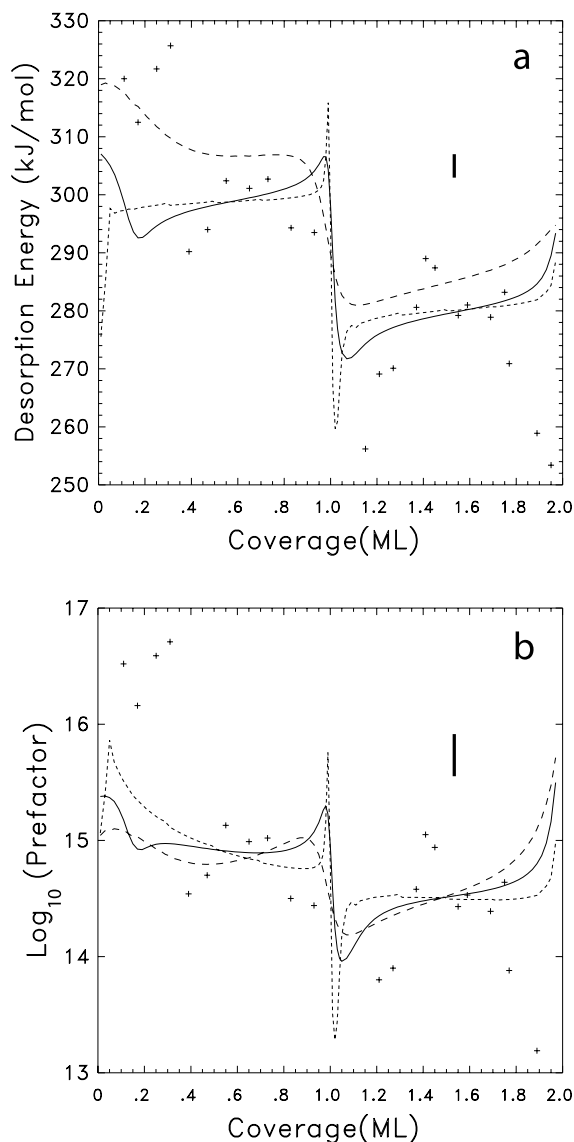 330
320
310
300
290
280
270
260
250
Desorption Energy (kJ/mol)
a
0 .2 .4 .6 .8 1.0 1.2 1.4 1.6 1.8 2.0
Coverage(ML)
17
16
15
14
13
Log10 (Prefactor)
b
0 .2 .4 .6 .8 1.0 1.2 1.4 1.6 1.8 2.0
Coverage(ML)